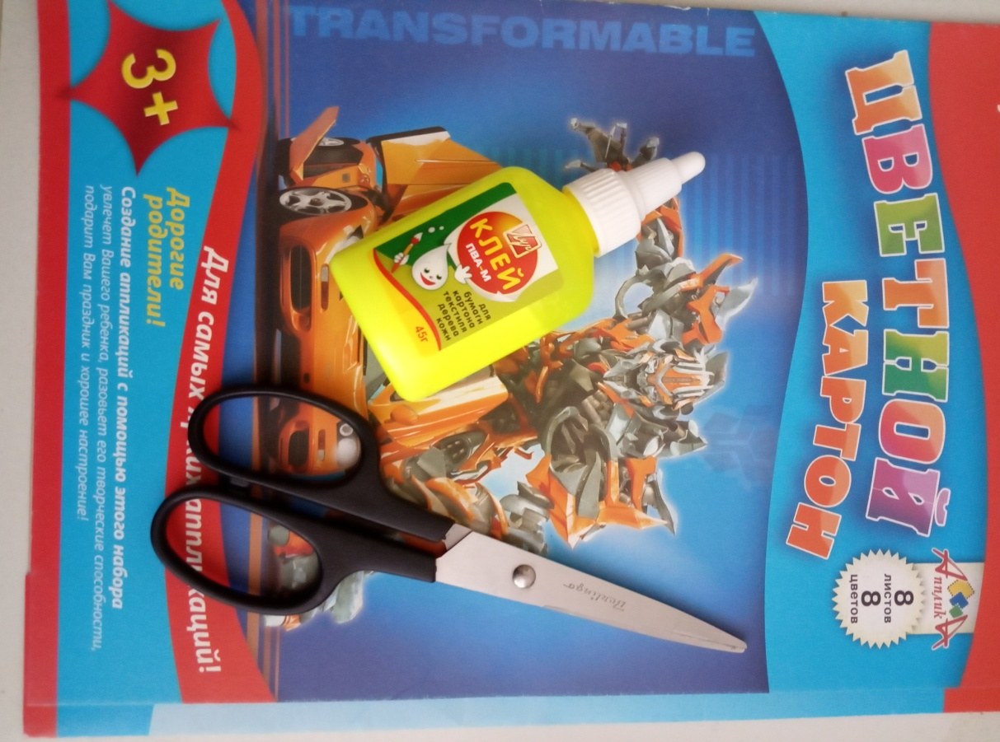 ЦВЕТНОЙ
КАРТОН
АппликА
8
ЛИСТОВ
8
ЦВЕТОВ
TRANSFORMABLE
Луч
КЛЕЙ
ПВА-М
для
бумаги
картона
текстиля
дерева
кожи
45г
Berlingo
Для самых аппликаций!
3+
Дорогие
родители!
Создание аппликаций с помощью этого набора
увлечет Вашего ребенка, разовьет его творческие способности,
подарит Вам праздник и хорошее настроение!